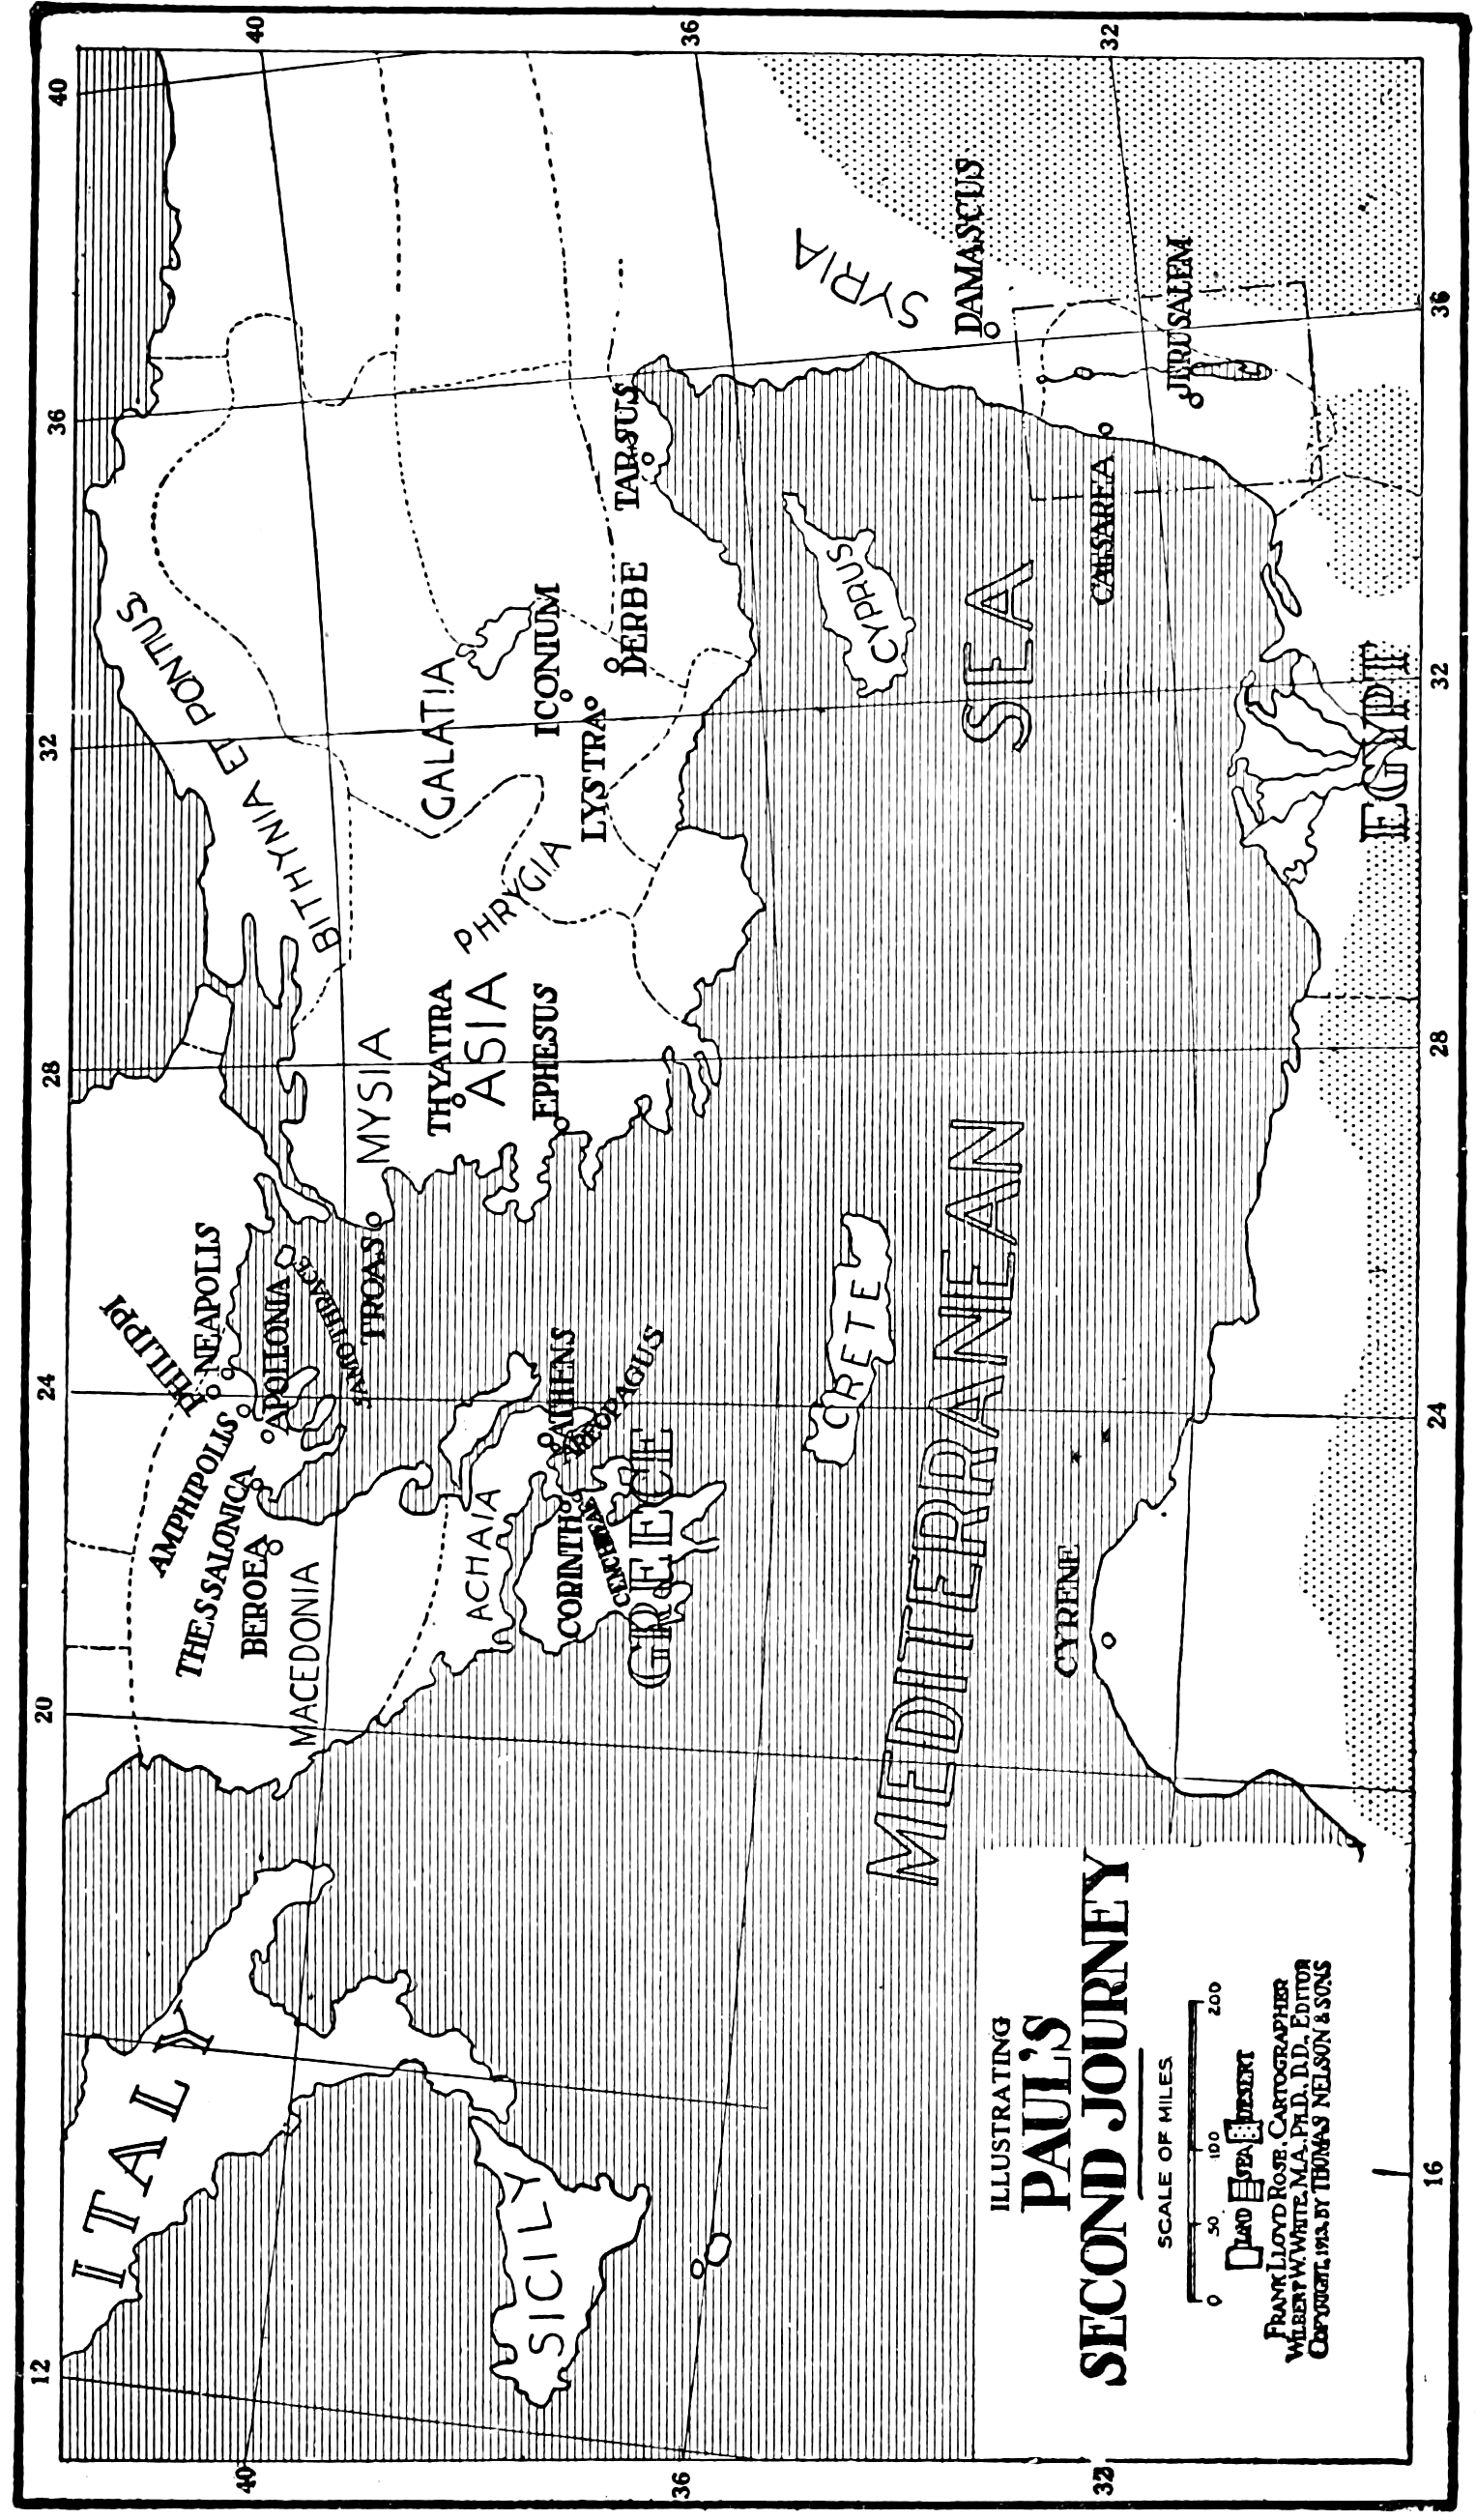 40
36
32
40
36
32
28
24
20
12
ITALY
SICILY
PHILIPPI
NEAPOLIS
AMPHIPOLIS
APOLLONIA
THESSALONICA
BEROEA
MACEDONIA
SAMOTHRACE
TROAS
ACHAIA
ATHENS
AREOPAGUS
CORINTH
CENCHREAE
GREECE
CRETE
BITHYNIA ET PONTUS
MYSIA
THYATIRA
ASIA
EPHESUS
PHRYGIA
GALATIA
ICONIUM
LYSTRA
DERBE
TARSUS
CYPRUS
SYRIA
DAMASCUS
JERUSALEM
CAESAREA
MEDITERRANEAN
SEA
CYRENE
EGYPT
ILLUSTRATING
PAUL'S
SECOND JOURNEY
SCALE OF MILES
0 50 100 200
LAND SEA DESERT
FRANK LLOYD ROSE, CARTOGRAPHER
WILBERT W. WHITE, M.A., PH.D., D.D., EDITOR
COPYRIGHT, 1912, BY THOMAS NELSON & SONS
40
36
32
16
24
28
32
36